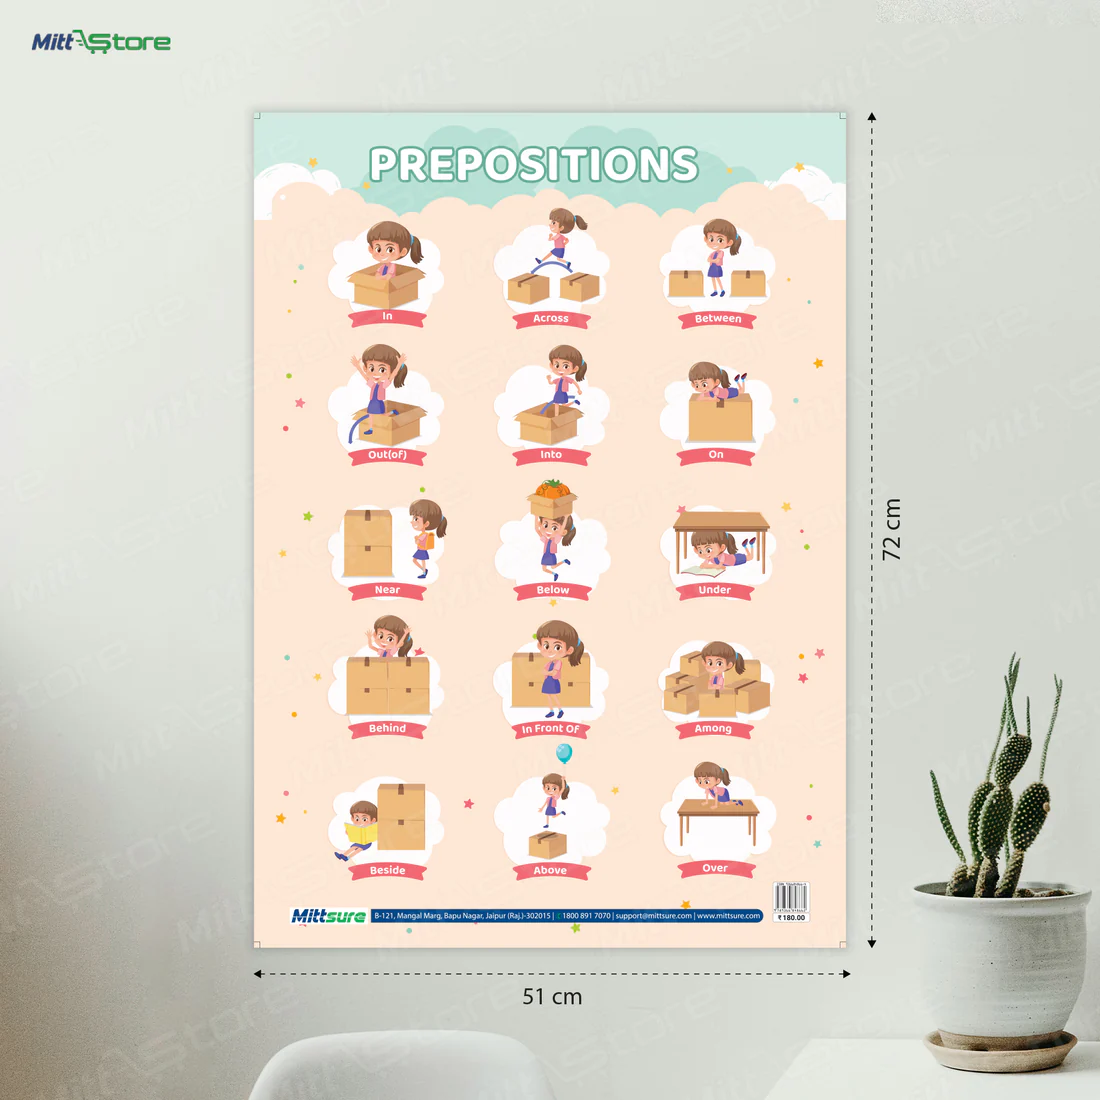 Mitt Store
PREPOSITIONS
In
Across
Between
Out(of)
Into
On
Near
Below
Under
Behind
In Front Of
Among
Beside
Above
Over
Mittsure
B-121, Mangal Marg, Bapu Nagar, Jaipur (Raj.)-302015 | 1800 891 7070 | support@mittsure.com | www.mittsure.com
₹180.00
72 cm
51 cm